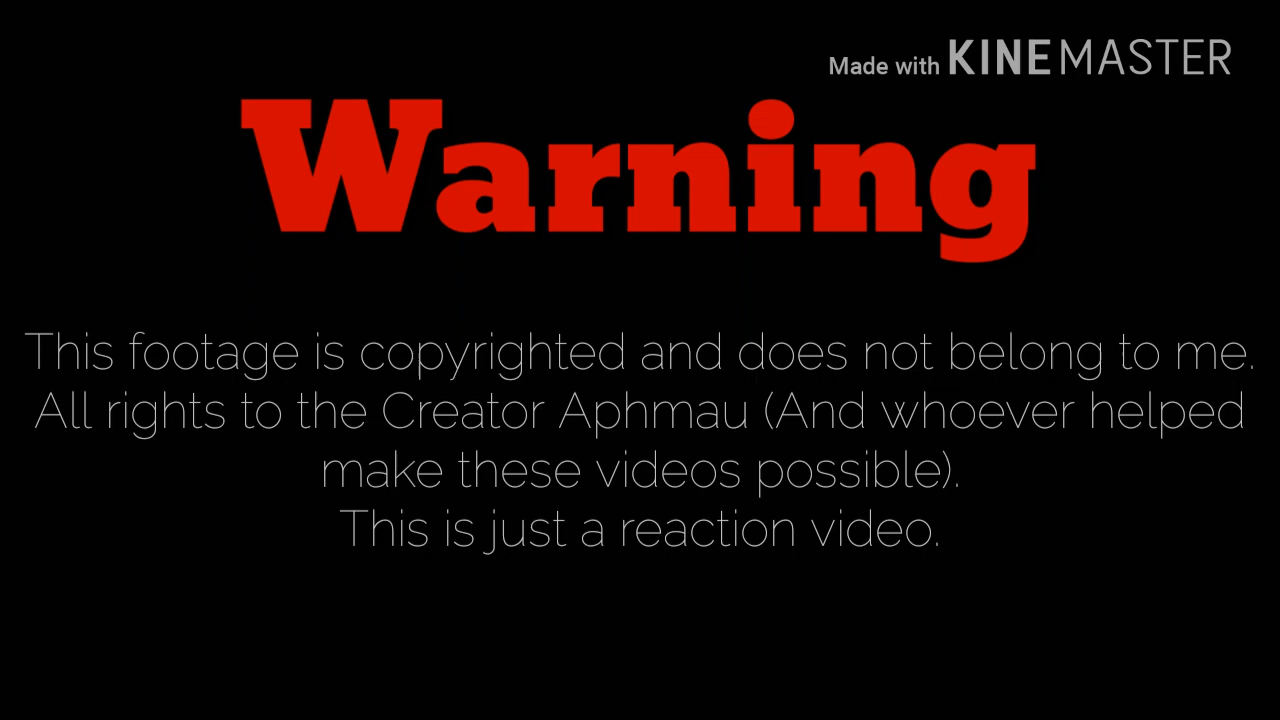 Made with KINEMASTER
Warning
This footage is copyrighted and does not belong to me.
All rights to the Creator Aphmau (And whoever helped
make these videos possible).
This is just a reaction video.